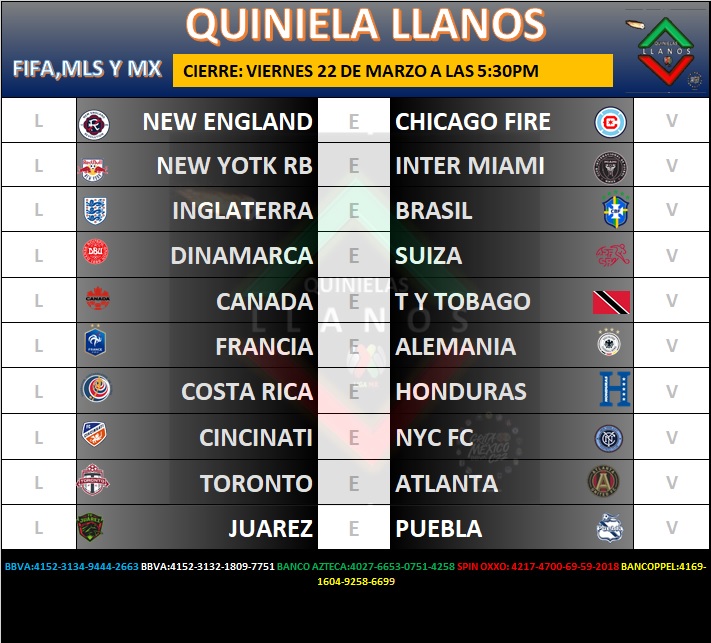 QUINIELA LLANOS
FIFA,MLS Y MX
CIERRE: VIERNES 22 DE MARZO A LAS 5:30PM
QUINIELAS
LLANOS
L NEW ENGLAND E CHICAGO FIRE V
L NEW YOTK RB E INTER MIAMI V
L INGLATERRA E BRASIL V
L DINAMARCA E SUIZA V
L CANADA E T Y TOBAGO V
QUINIELAS
LLANOS
L FRANCIA E ALEMANIA V
L COSTA RICA E HONDURAS V
L CINCINATI E NYC FC V
L TORONTO E ATLANTA V
L JUAREZ E PUEBLA V
BBVA:4152-3134-9444-2663 BBVA:4152-3132-1809-7751 BANCO AZTECA:4027-6653-0751-4258 SPIN OXXO: 4217-4700-69-59-2018 BANCOPPEL:4169-
1604-9258-6699